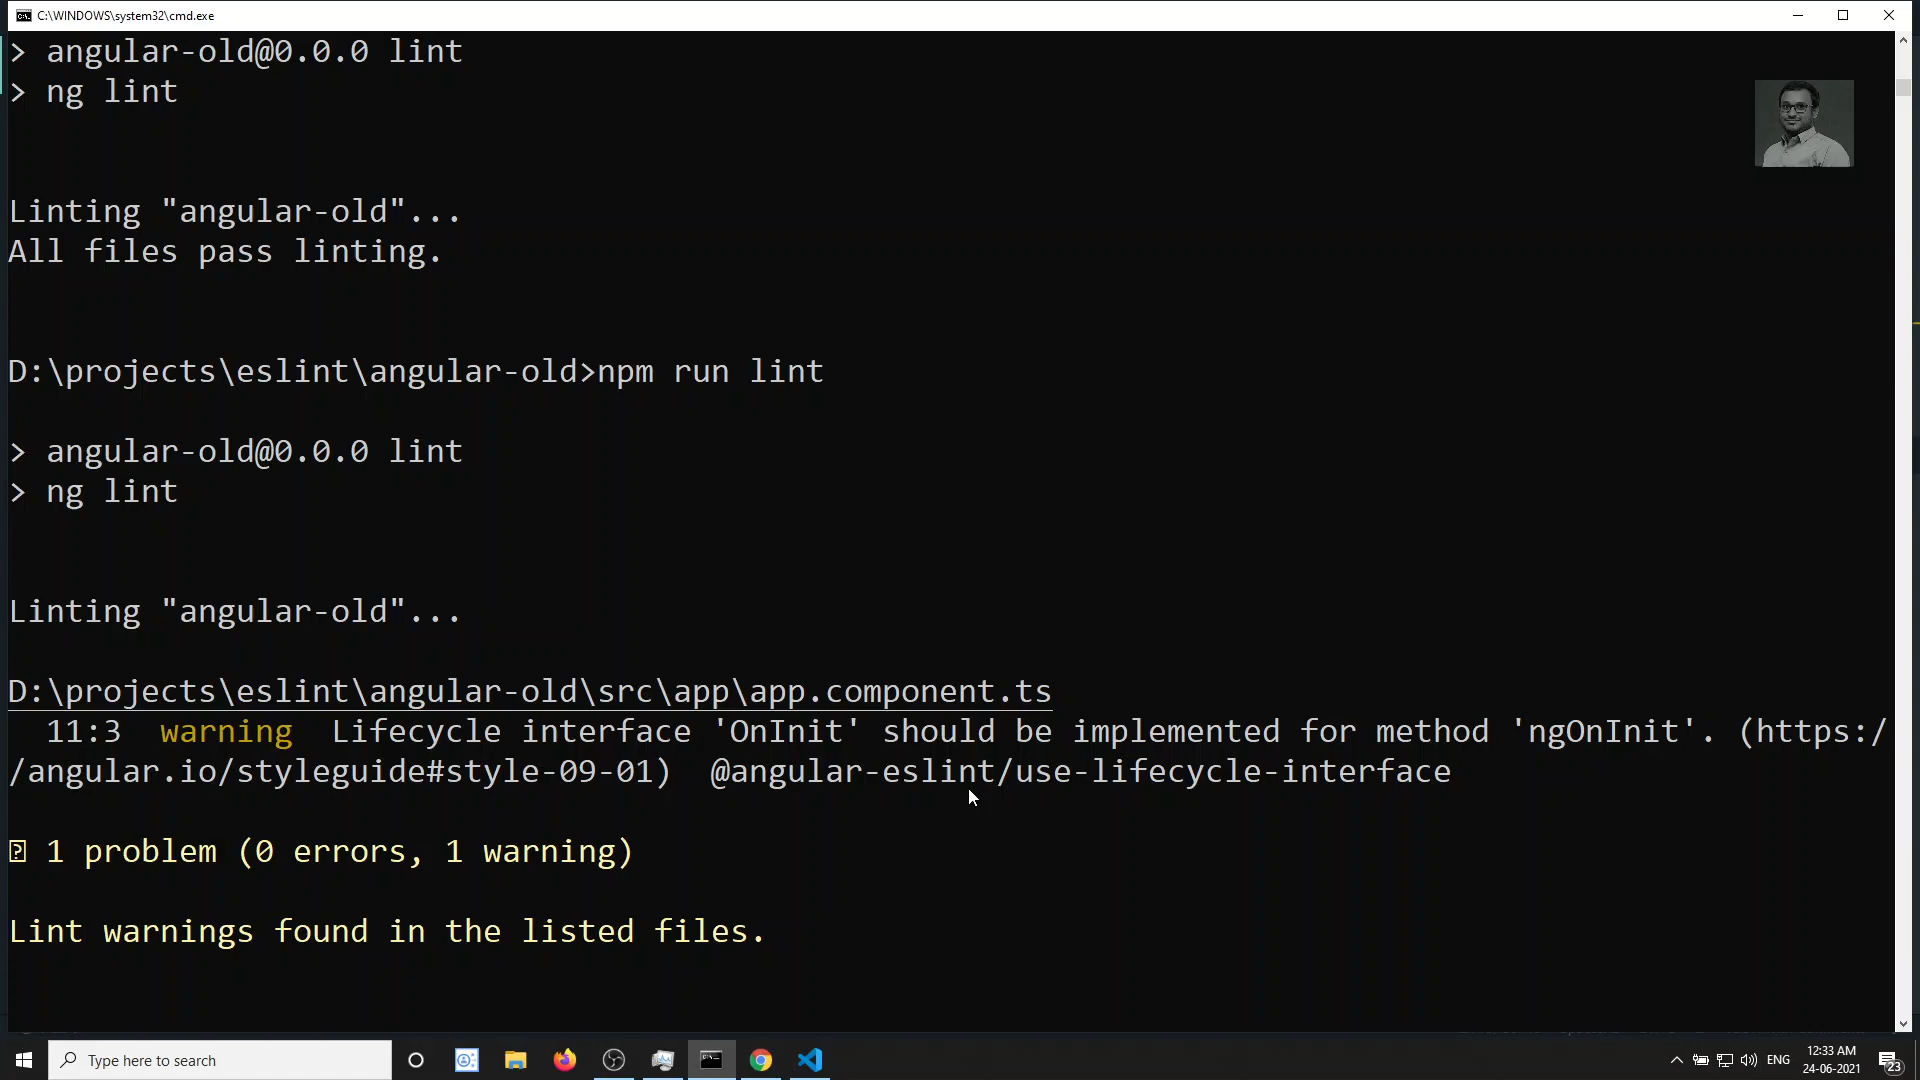 C:\WINDOWS\system32\cmd.exe
> angular-old@0.0.0 lint
> ng lint
Linting "angular-old"...
All files pass linting.
D:\projects\eslint\angular-old>npm run lint
> angular-old@0.0.0 lint
> ng lint
Linting "angular-old"...
D:\projects\eslint\angular-old\src\app\app.component.ts
11:3  warning  Lifecycle interface 'OnInit' should be implemented for method 'ngOnInit'. (https:/
/angular.io/styleguide#style-09-01)  @angular-eslint/use-lifecycle-interface
1 problem (0 errors, 1 warning)
Lint warnings found in the listed files.
Type here to search
ENG
12:33 AM
24-06-2021
23